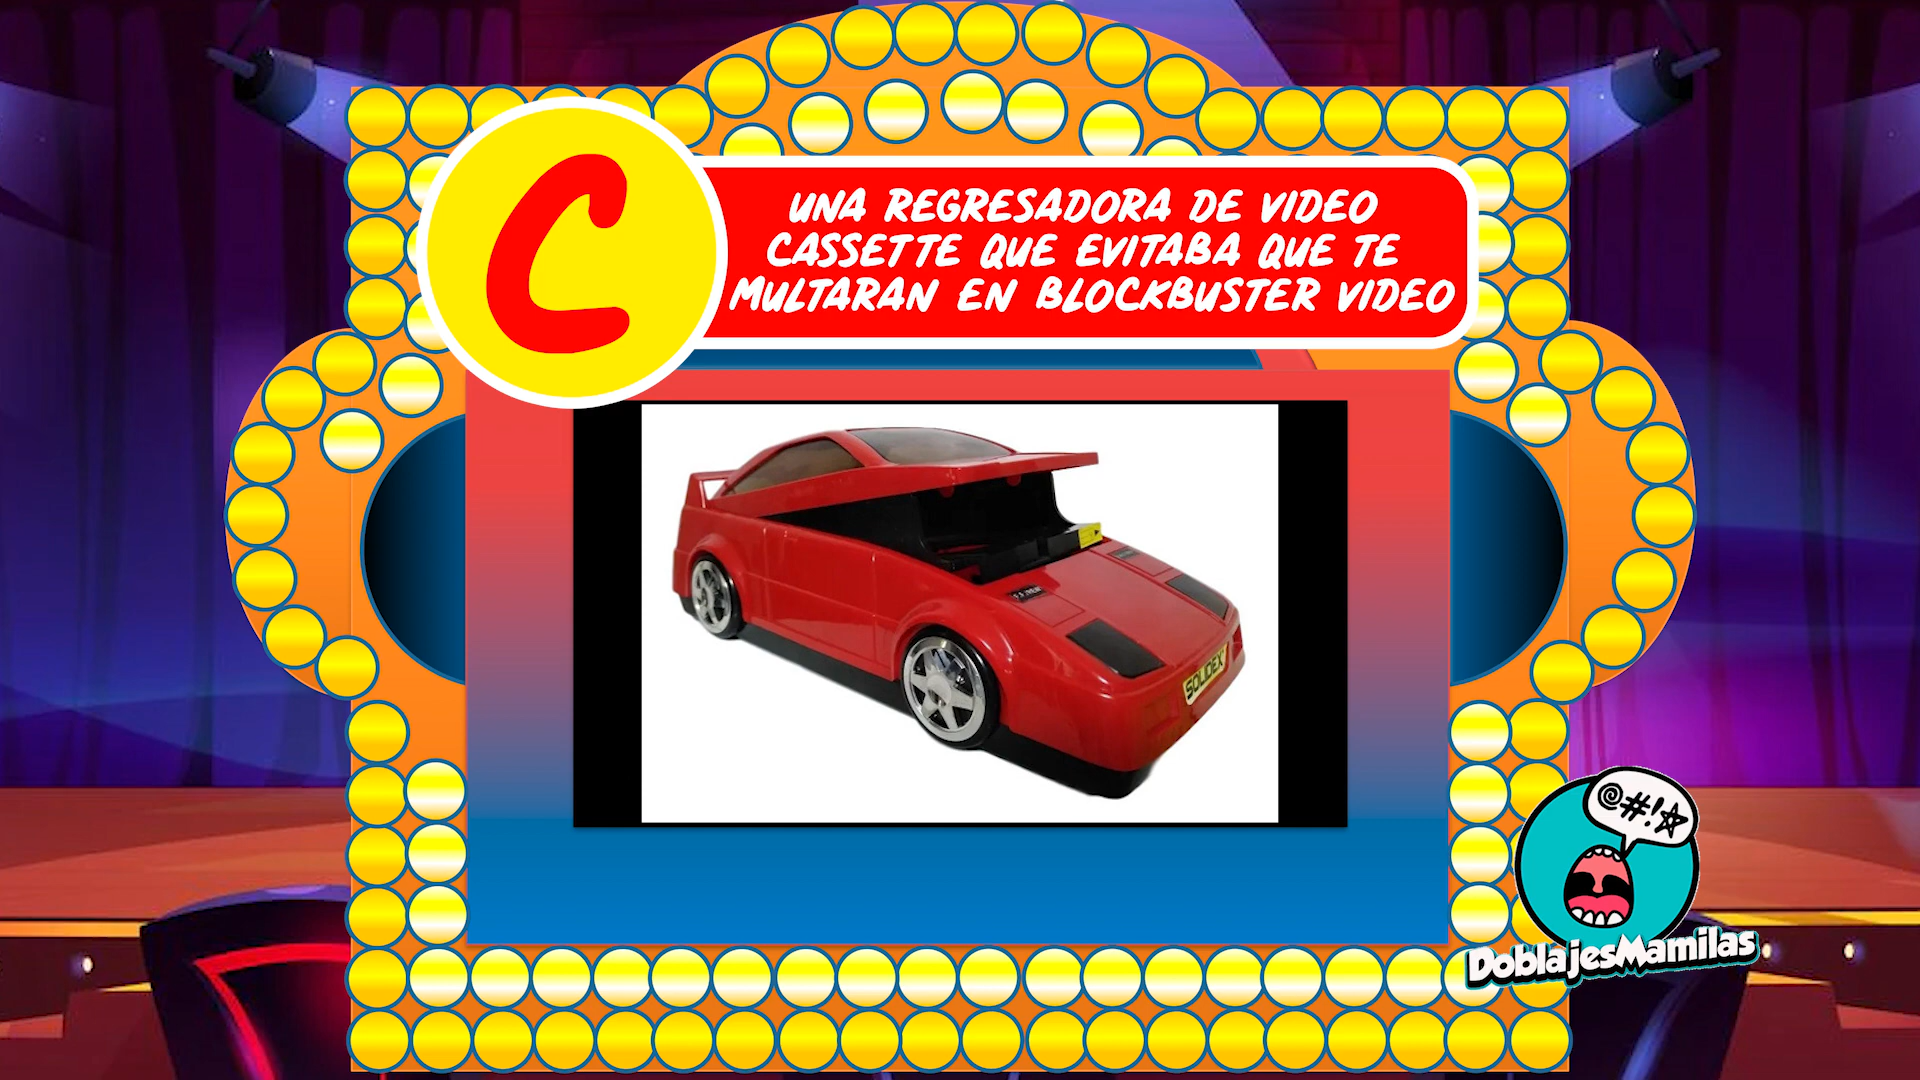 C
UNA REGRESADORA DE VIDEO
CASSETTE QUE EVITABA QUE TE
MULTARAN EN BLOCKBUSTER VIDEO
SOLIDEX
@#!
DoblajesMamilas